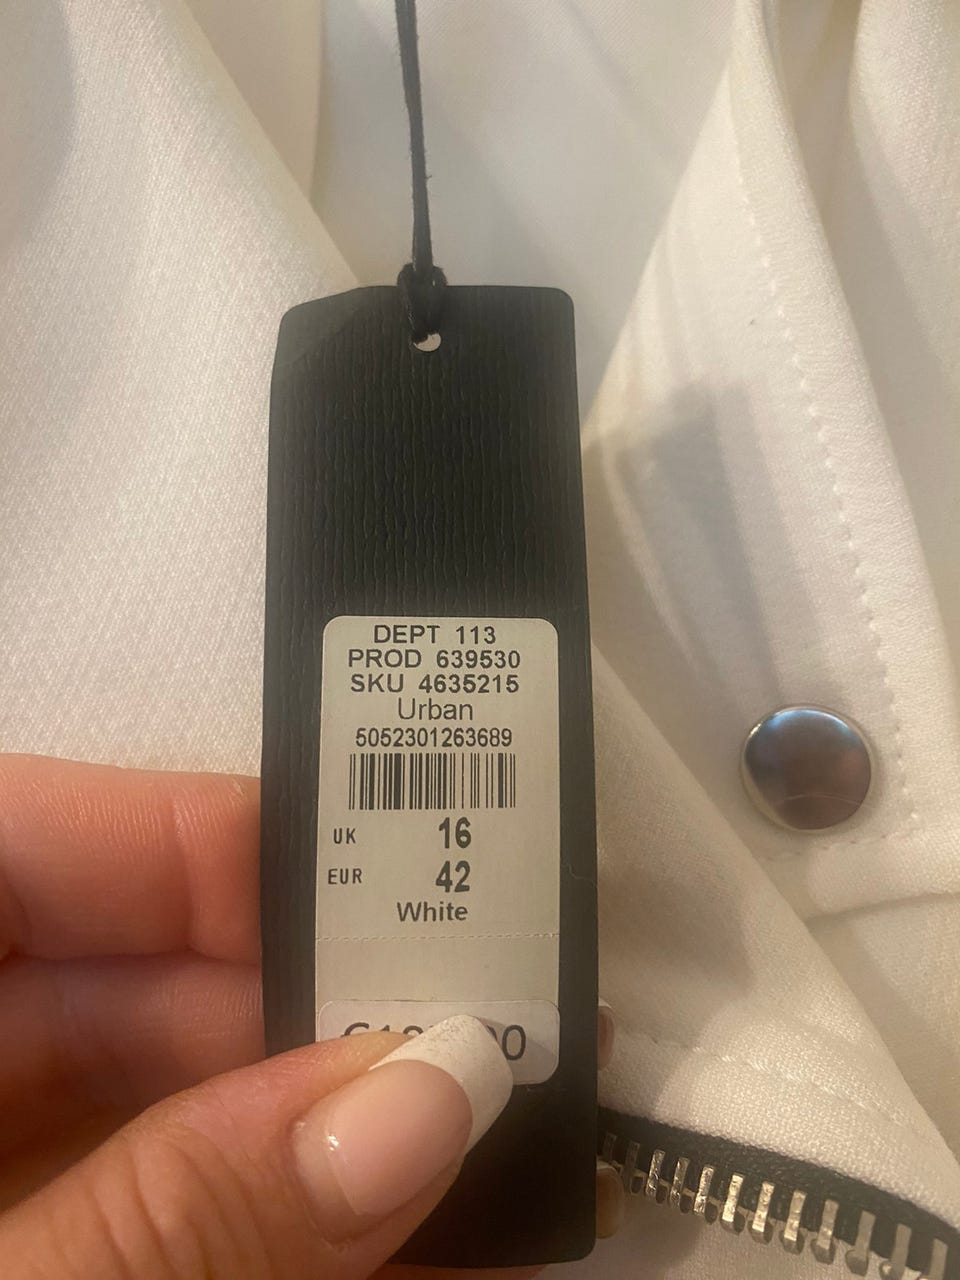 DEPT 113
PROD 639530
SKU 4635215
Urban
5052301263689
UK 16
EUR 42
White